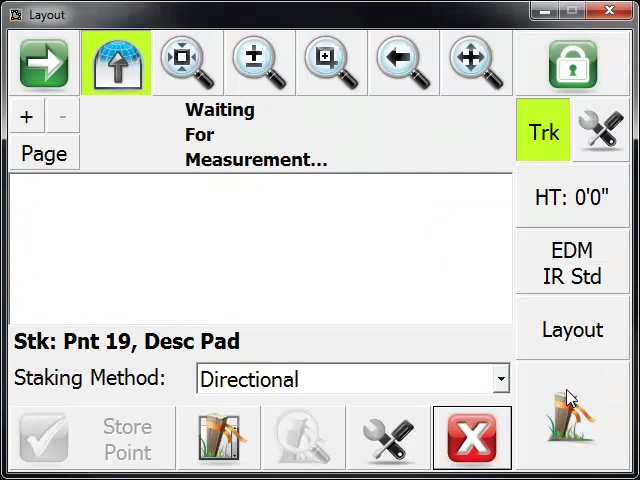 Layout
+ -
Waiting
For
Measurement...
Trk
Page
HT: 0'0"
EDM
IR Std
Layout
Stk: Pnt 19, Desc Pad
Staking Method:
Directional
Store
Point